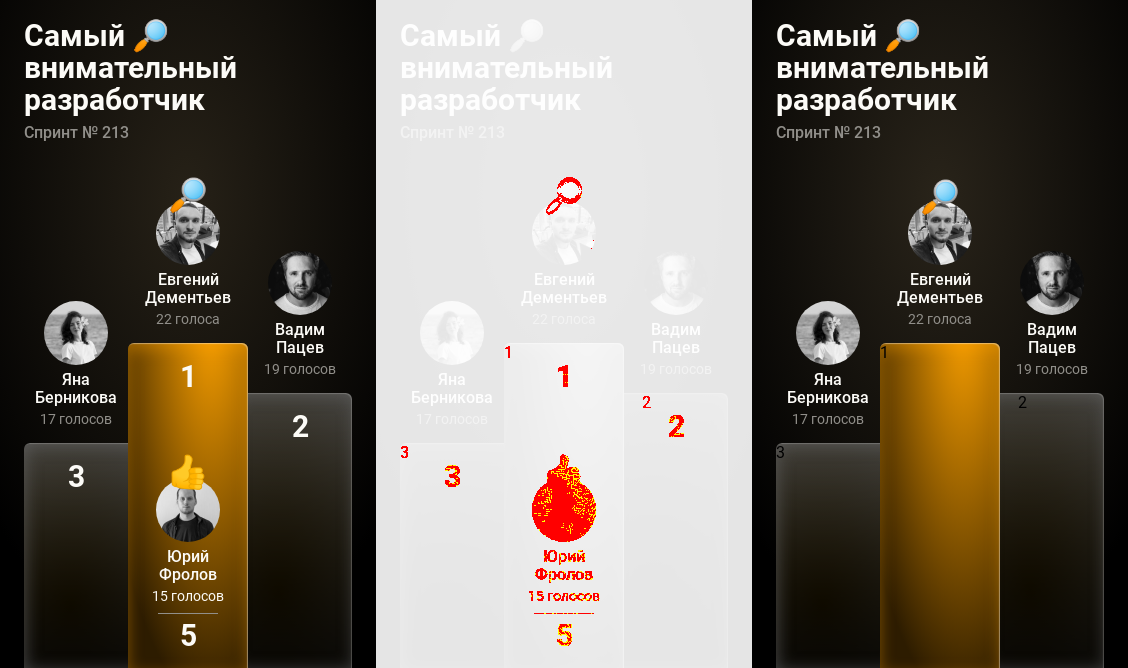 Самый 🔎
внимательный
разработчик
Спринт № 213
Евгений
Дементьев
22 голоса
Вадим
Пацев
19 голосов
Яна
Берникова
17 голосов
1
2
3
Юрий
Фролов
15 голосов
5
Самый 🔎
внимательный
разработчик
Спринт № 213
Евгений
Дементьев
22 голоса
Вадим
Пацев
19 голосов
Яна
Берникова
17 голосов
1
1
2
2
3
3
Юрий
Фролов
15 голосов
5
Самый 🔎
внимательный
разработчик
Спринт № 213
Евгений
Дементьев
22 голоса
Вадим
Пацев
19 голосов
Яна
Берникова
17 голосов
1
2
3